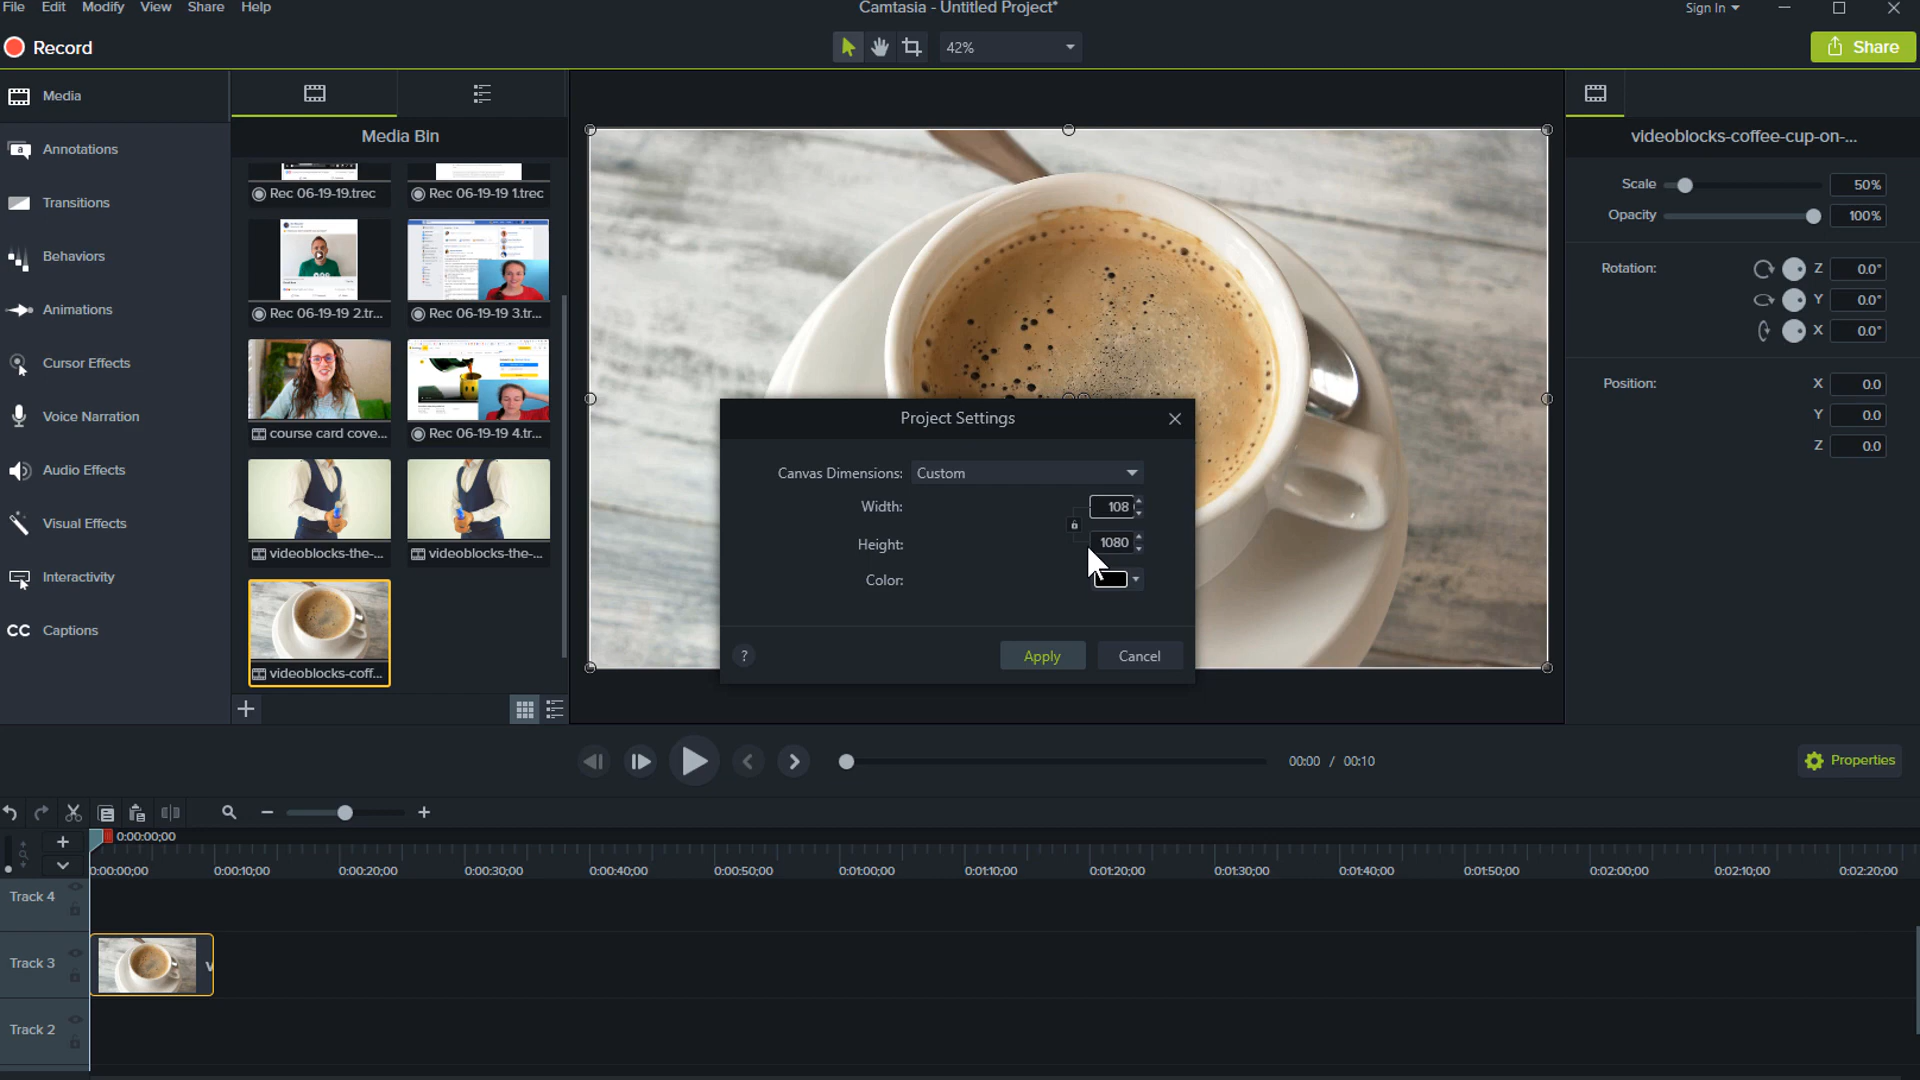 File Edit Modify View Share Help
Camtasia - Untitled Project*
Sign In
Record
42%
Share
Media
Annotations
Transitions
Behaviors
Animations
Cursor Effects
Voice Narration
Audio Effects
Visual Effects
Interactivity
CC Captions
Media Bin
Rec 06-19-19.trec
Rec 06-19-19 1.trec
Rec 06-19-19 2.tr...
Rec 06-19-19 3.tr...
course card cove...
Rec 06-19-19 4.tr...
videoblocks-the-...
videoblocks-the-...
videoblocks-coff...
Project Settings
Canvas Dimensions: Custom
Width: 108
Height: 1080
Color:
?
Apply
Cancel
videoblocks-coffee-cup-on-...
Scale 50%
Opacity 100%
Rotation: Z 0.0°
Y 0.0°
X 0.0°
Position: X 0.0
Y 0.0
Z 0.0
00:00 / 00:10
Properties
0:00:00;00
0:00:00;00 0:00:10;00 0:00:20;00 0:00:30;00 0:00:40;00 0:00:50;00 0:01:00;00 0:01:10;00 0:01:20;00 0:01:30;00 0:01:40;00 0:01:50;00 0:02:00;00 0:02:10;00 0:02:20;00
Track 4
Track 3
Track 2